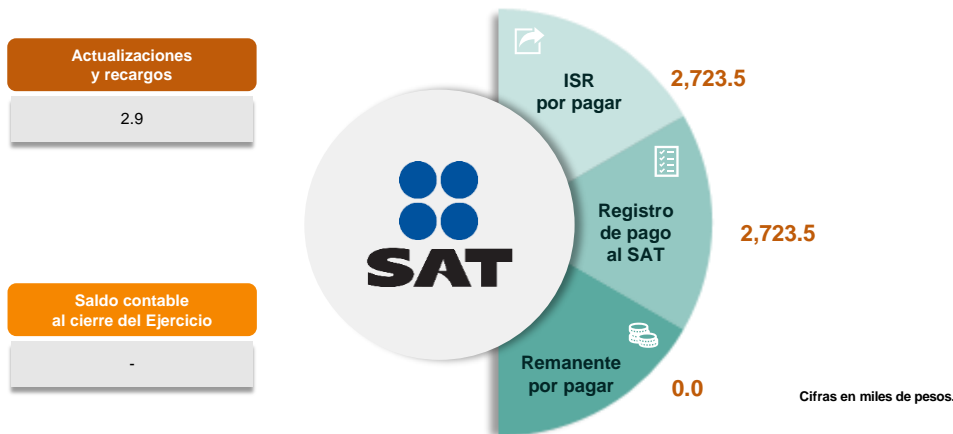 Actualizaciones
y recargos
2.9
Saldo contable
al cierre del Ejercicio
-
SAT
ISR
por pagar
2,723.5
Registro
de pago
al SAT
2,723.5
Remanente
por pagar
0.0
Cifras en miles de pesos.